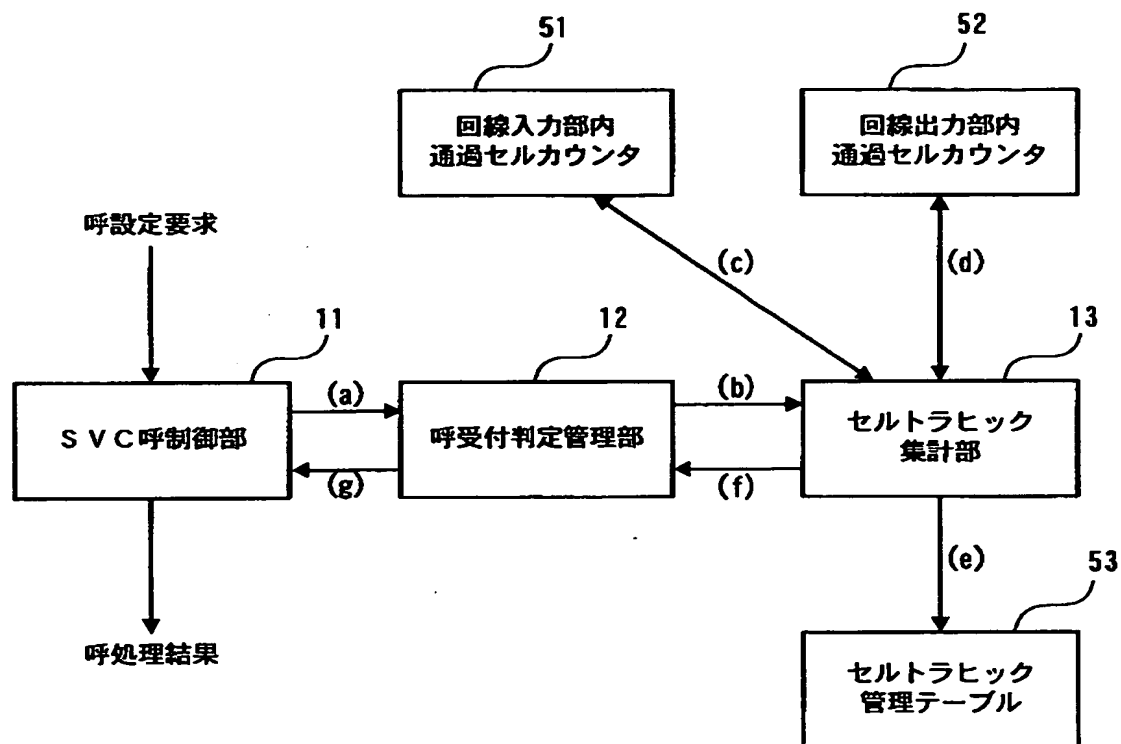 51
52
回線入力部内
通過セルカウンタ
回線出力部内
通過セルカウンタ
呼設定要求
(c)
(d)
11
12
13
SVC呼制御部
(a)
呼受付判定管理部
(b)
セルトラヒック
集計部
(g)
(f)
(e)
53
呼処理結果
セルトラヒック
管理テーブル